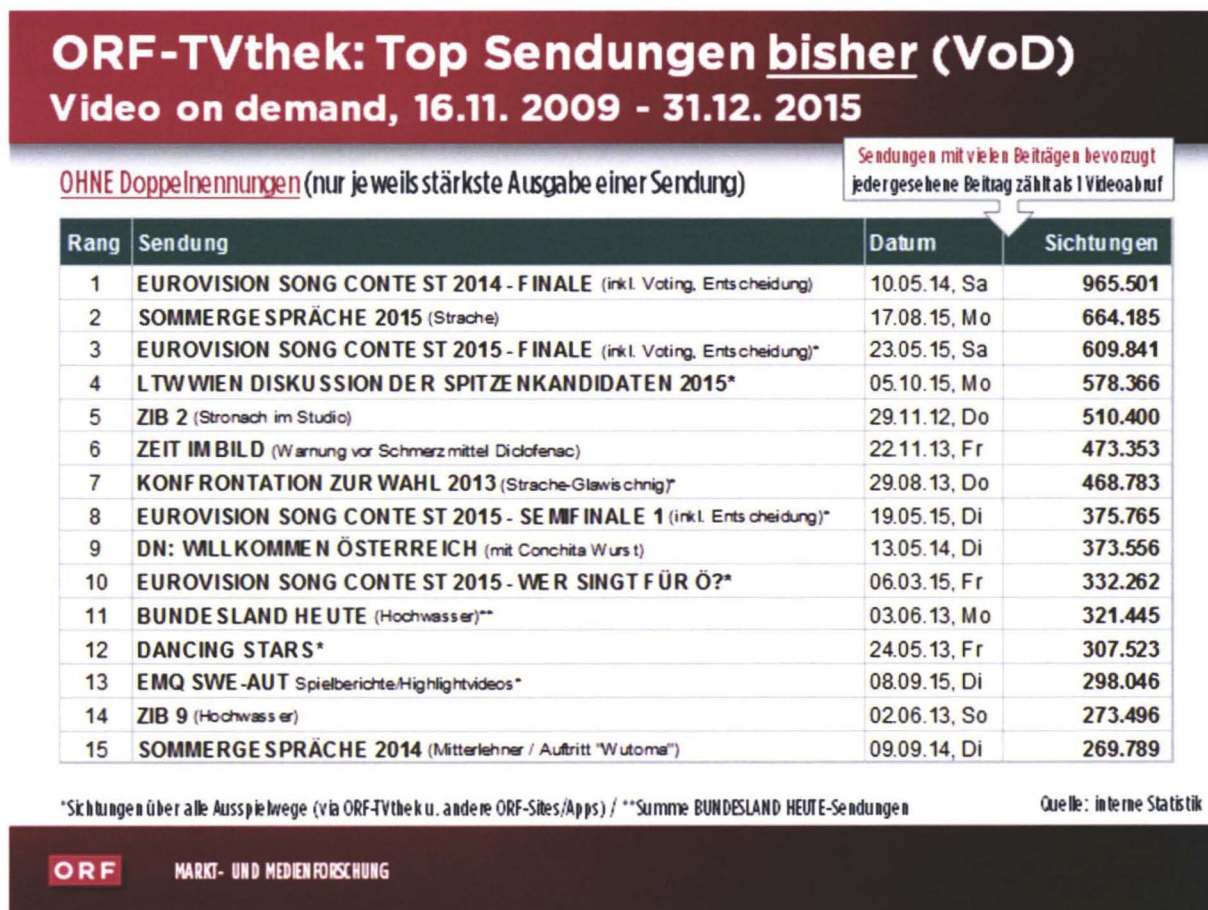 ORF-TVthek: Top Sendungen bisher (VoD)
Video on demand, 16.11. 2009 - 31.12. 2015
Sendungen mit vielen Beiträgen bevorzugt
jeder gesehene Beitrag zählt als 1 Videoabruf
OHNE Doppelnennungen (nur jeweils stärkste Ausgabe einer Sendung)
Rang Sendung Datum Sichtungen
1 EUROVISION SONG CONTEST 2014 - FINALE (inkl. Voting, Entscheidung) 10.05.14, Sa 965.501
2 SOMMERGESPRÄCHE 2015 (Strache) 17.08.15, Mo 664.185
3 EUROVISION SONG CONTEST 2015 - FINALE (inkl. Voting, Entscheidung)* 23.05.15, Sa 609.841
4 LTW WIEN DISKUSSION DER SPITZENKANDIDATEN 2015* 05.10.15, Mo 578.366
5 ZIB 2 (Stronach im Studio) 29.11.12, Do 510.400
6 ZEIT IM BILD (Warnung vor Schmerzmittel Diclofenac) 22.11.13, Fr 473.353
7 KONFRONTATION ZUR WAHL 2013 (Strache-Glawischnig)* 29.08.13, Do 468.783
8 EUROVISION SONG CONTEST 2015 - SEMIFINALE 1 (inkl. Entscheidung)* 19.05.15, Di 375.765
9 DN: WILLKOMMEN ÖSTERREICH (mit Conchita Wurst) 13.05.14, Di 373.556
10 EUROVISION SONG CONTEST 2015 - WER SINGT FÜR Ö?* 06.03.15, Fr 332.262
11 BUNDESLAND HEUTE (Hochwasser)** 03.06.13, Mo 321.445
12 DANCING STARS* 24.05.13, Fr 307.523
13 EMQ SWE-AUT Spielberichte/Highlightvideos* 08.09.15, Di 298.046
14 ZIB 9 (Hochwasser) 02.06.13, So 273.496
15 SOMMERGESPRÄCHE 2014 (Mitterlehner / Auftritt "Wutoma") 09.09.14, Di 269.789
*Sichtungen über alle Ausspielwege (via ORF-TVthek u. andere ORF-Sites/Apps) / **Summe BUNDESLAND HEUTE-Sendungen Quelle: interne Statistik
ORF MARKT- UND MEDIENFORSCHUNG